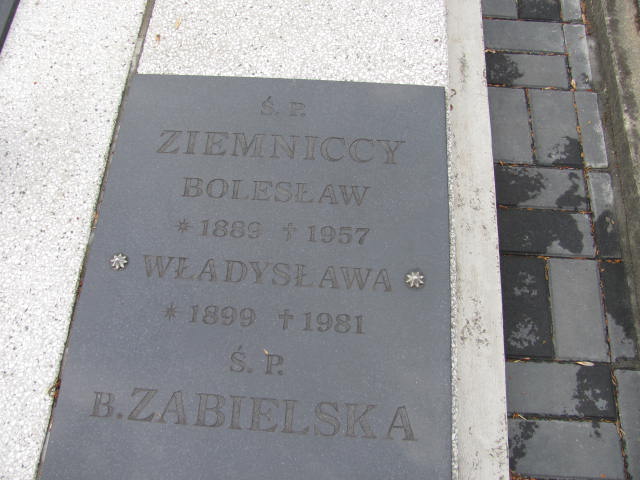 Ś. P.
ZIEMNICCY
BOLESŁAW
*1889 †1957
WŁADYSŁAWA
*1899 †1981
Ś. P.
B. ZABIELSKA